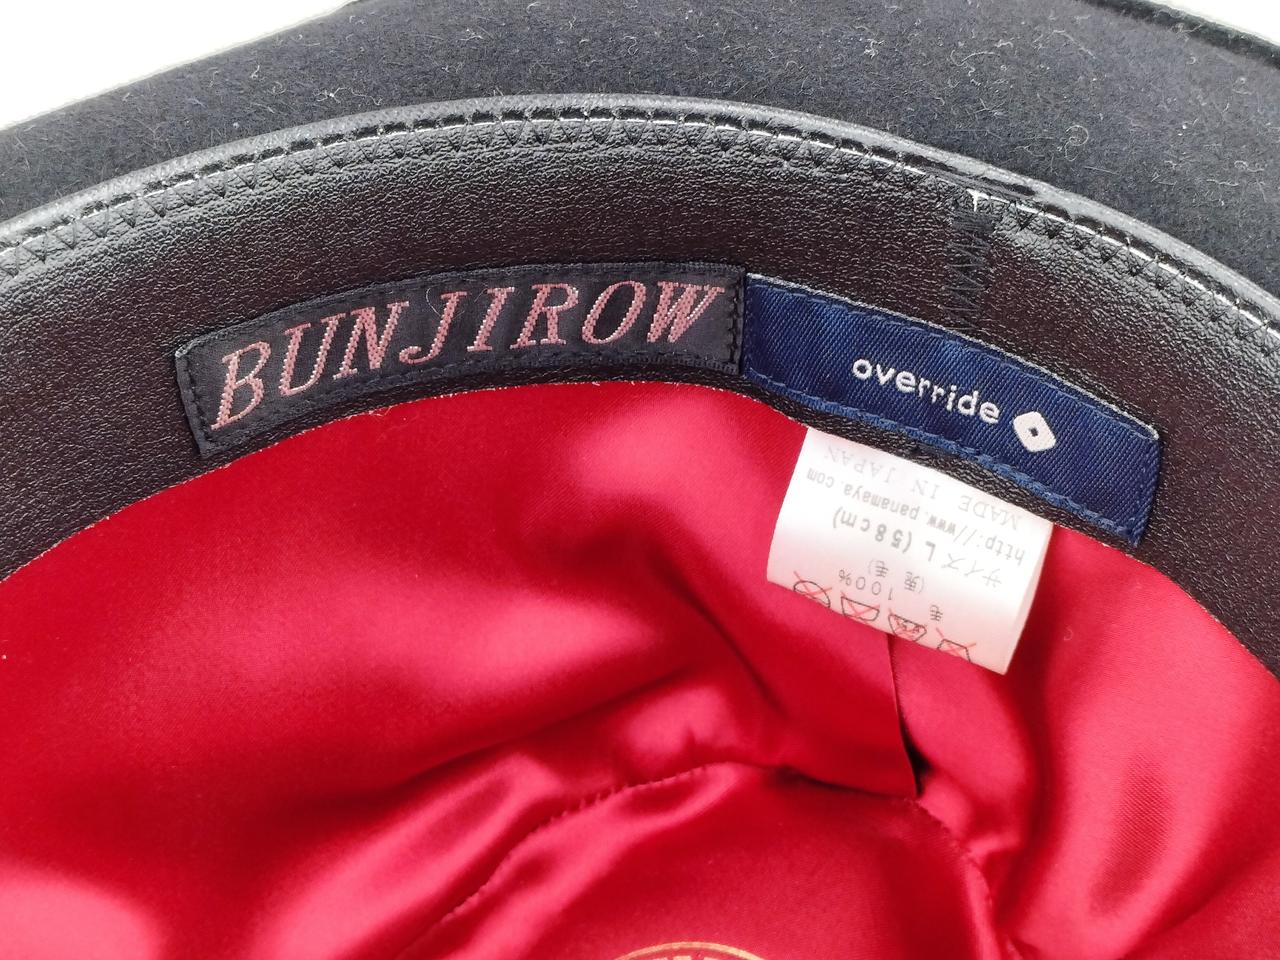 BUNJIROW
override
毛 100%
(兎 毛)
サイズ L (58cm)
http://www.panamaya.com
MADE IN JAPAN